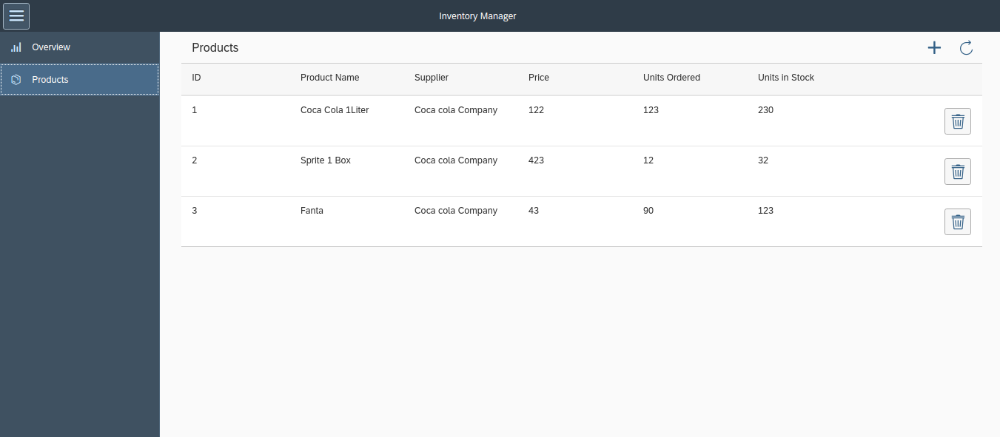 Inventory Manager
Overview
Products
Products
ID Product Name Supplier Price Units Ordered Units in Stock
1 Coca Cola 1Liter Coca cola Company 122 123 230
2 Sprite 1 Box Coca cola Company 423 12 32
3 Fanta Coca cola Company 43 90 123